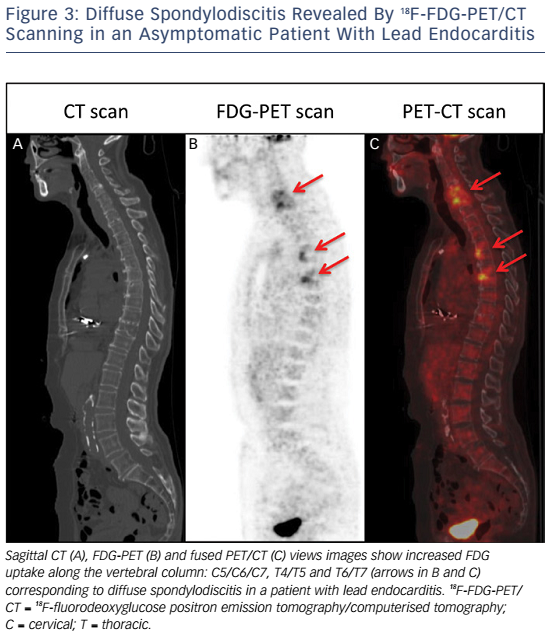 Figure 3: Diffuse Spondylodiscitis Revealed By ¹⁸F-FDG-PET/CT
Scanning in an Asymptomatic Patient With Lead Endocarditis
CT scan
FDG-PET scan
PET-CT scan
A
B
C
Sagittal CT (A), FDG-PET (B) and fused PET/CT (C) views images show increased FDG
uptake along the vertebral column: C5/C6/C7, T4/T5 and T6/T7 (arrows in B and C)
corresponding to diffuse spondylodiscitis in a patient with lead endocarditis. ¹⁸F-FDG-PET/
CT = ¹⁸F-fluorodeoxyglucose positron emission tomography/computerised tomography;
C = cervical; T = thoracic.